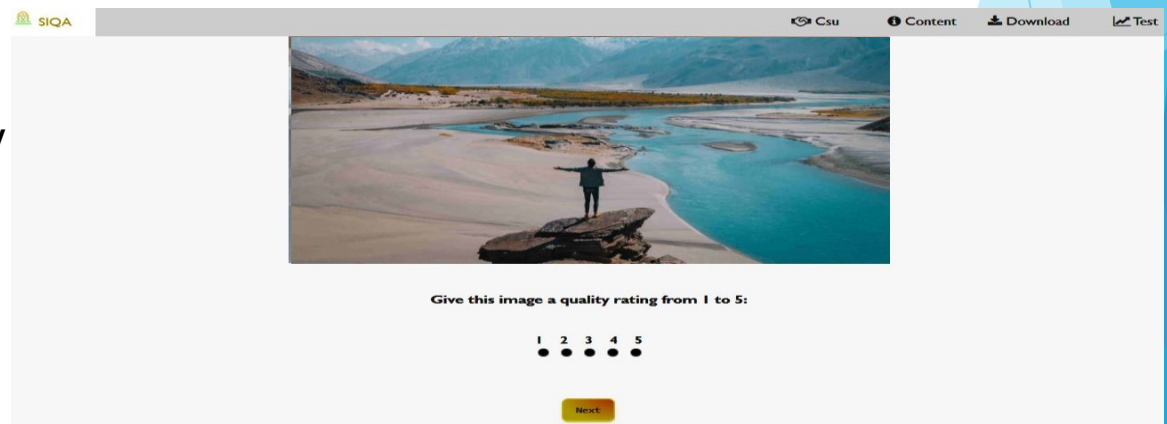 SIQA Csu Content Download Test
Give this image a quality rating from 1 to 5:
1 2 3 4 5
Next